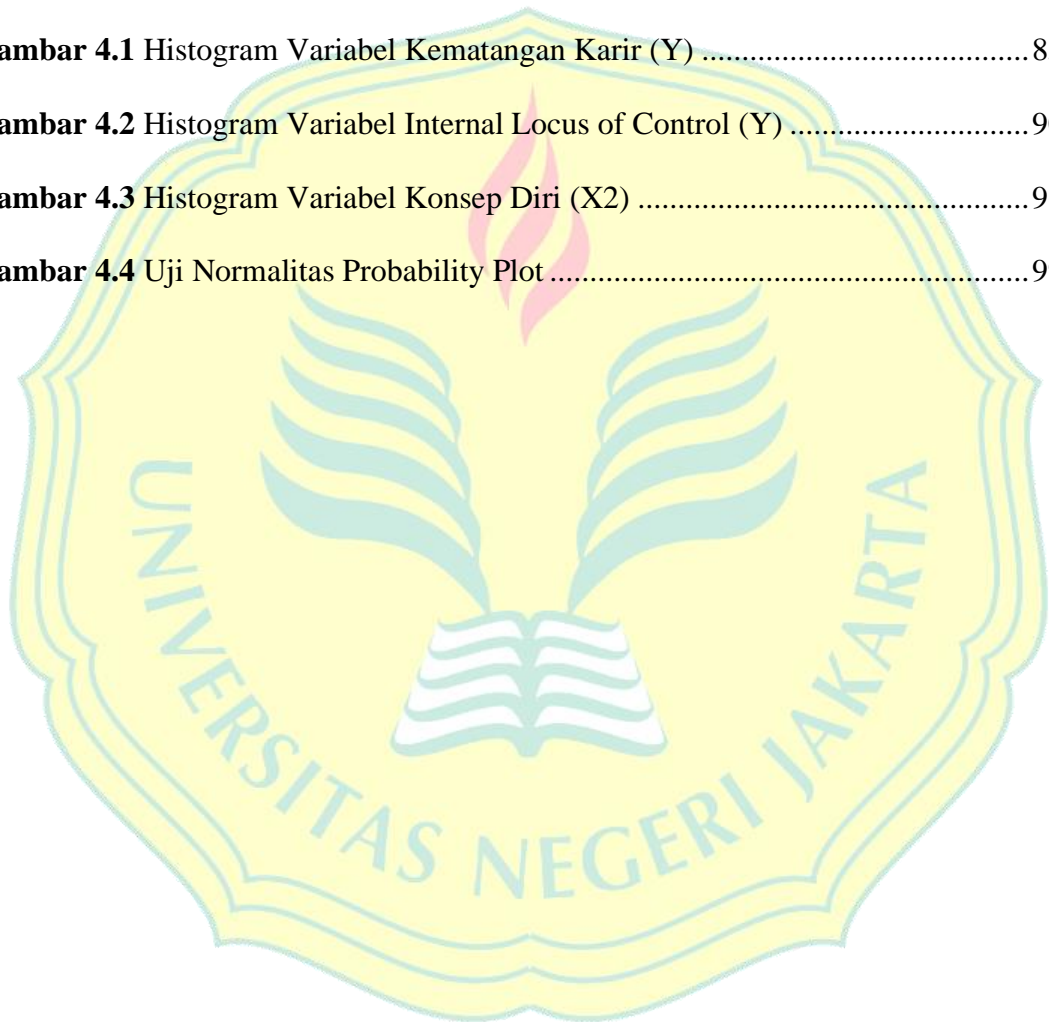 ambar 4.1 Histogram Variabel Kematangan Karir (Y) .................................... 8
ambar 4.2 Histogram Variabel Internal Locus of Control (Y) ......................... 9
ambar 4.3 Histogram Variabel Konsep Diri (X2) ........................................... 9
ambar 4.4 Uji Normalitas Probability Plot ..................................................... 9
UNIVERSITAS NEGERI JAKARTA